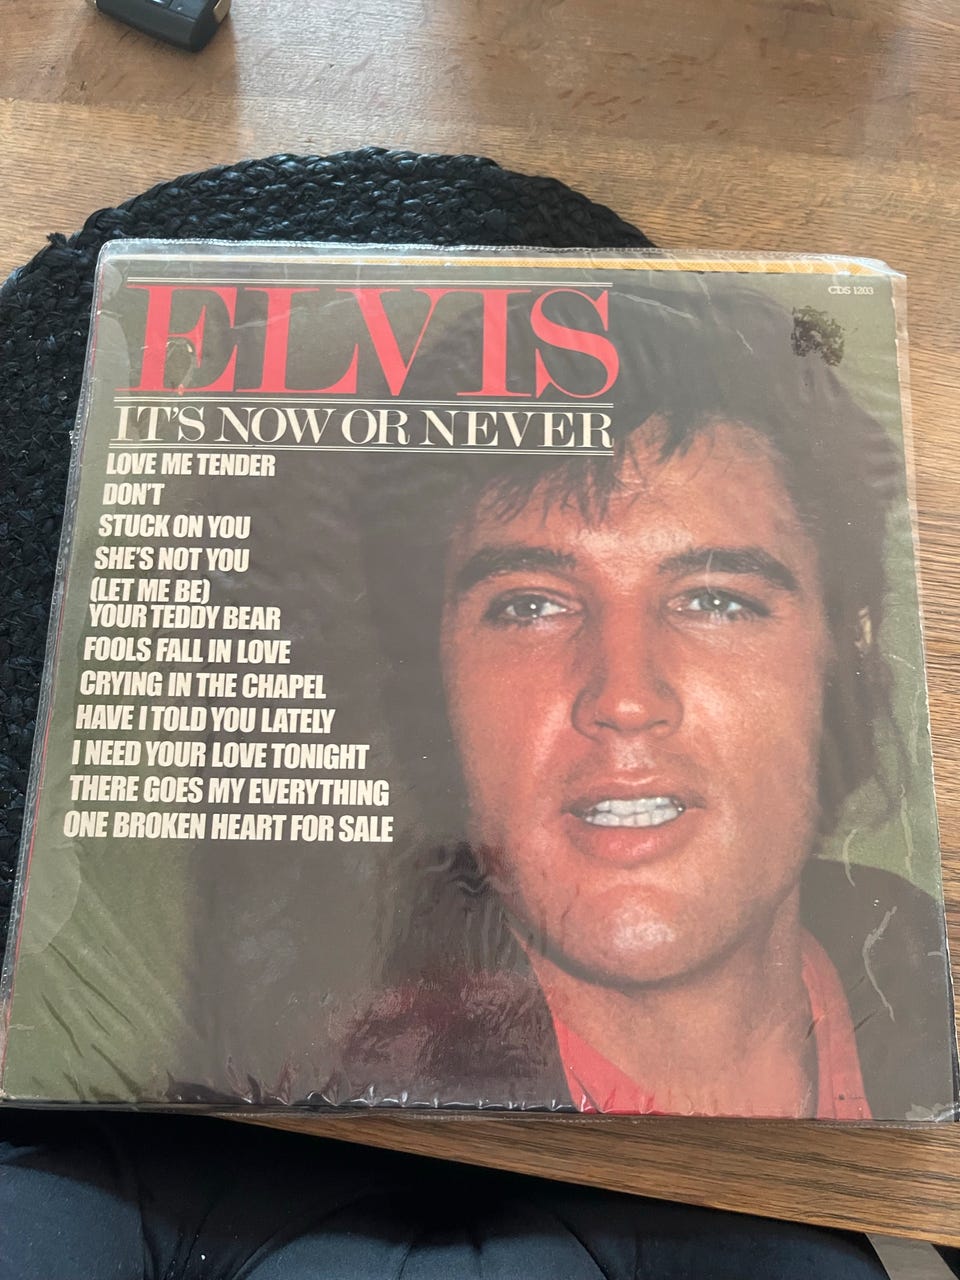 CDS 1203
ELVIS
IT'S NOW OR NEVER
LOVE ME TENDER
DON'T
STUCK ON YOU
SHE'S NOT YOU
(LET ME BE)
YOUR TEDDY BEAR
FOOLS FALL IN LOVE
CRYING IN THE CHAPEL
HAVE I TOLD YOU LATELY
I NEED YOUR LOVE TONIGHT
THERE GOES MY EVERYTHING
ONE BROKEN HEART FOR SALE